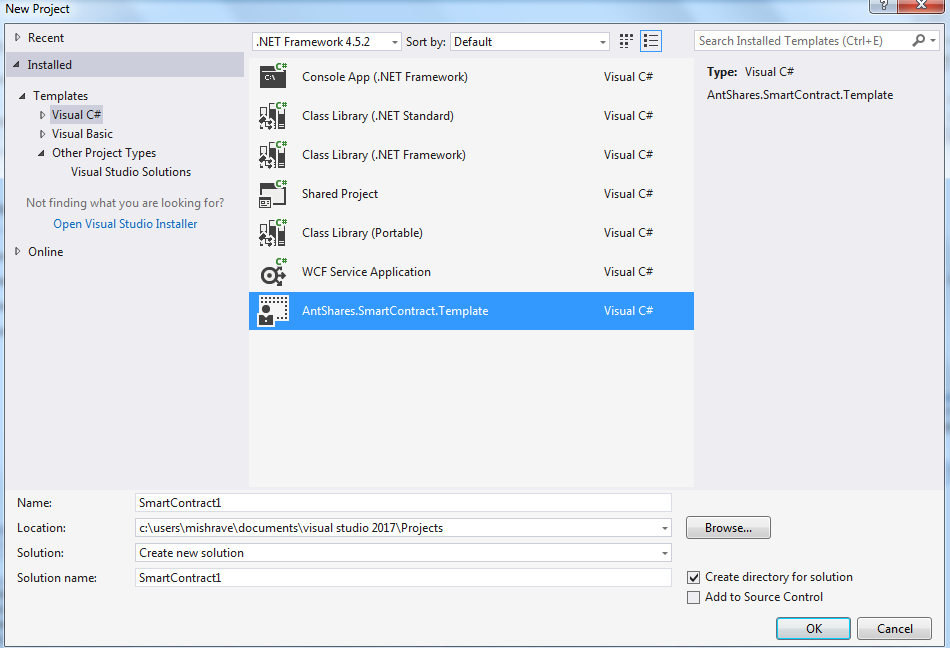 New Project
?
Recent
Installed
Templates
Visual C#
Visual Basic
Other Project Types
Visual Studio Solutions
Not finding what you are looking for?
Open Visual Studio Installer
Online
.NET Framework 4.5.2 Sort by: Default
Console App (.NET Framework) Visual C#
Class Library (.NET Standard) Visual C#
Class Library (.NET Framework) Visual C#
Shared Project Visual C#
Class Library (Portable) Visual C#
WCF Service Application Visual C#
AntShares.SmartContract.Template Visual C#
Search Installed Templates (Ctrl+E)
Type: Visual C#
AntShares.SmartContract.Template
Name: SmartContract1
Location: c:\users\mishrave\documents\visual studio 2017\Projects Browse...
Solution: Create new solution
Solution name: SmartContract1
Create directory for solution
Add to Source Control
OK Cancel